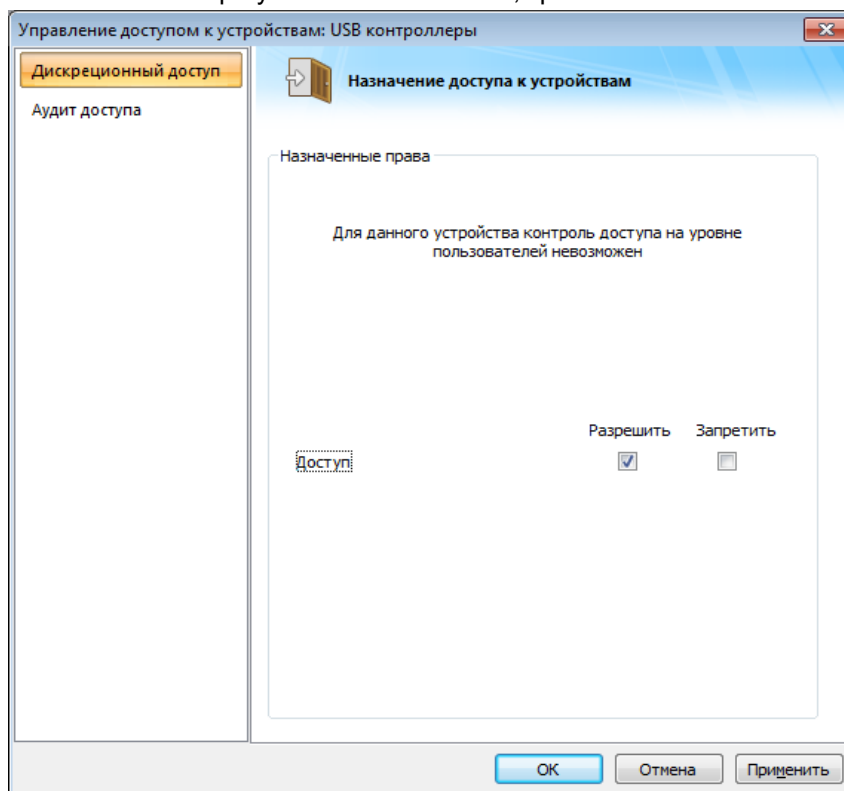 Управление доступом к устройствам: USB контроллеры
Дискреционный доступ
Аудит доступа
Назначение доступа к устройствам
Назначенные права
Для данного устройства контроль доступа на уровне
пользователей невозможен
Разрешить Запретить
Доступ
ОК Отмена Применить